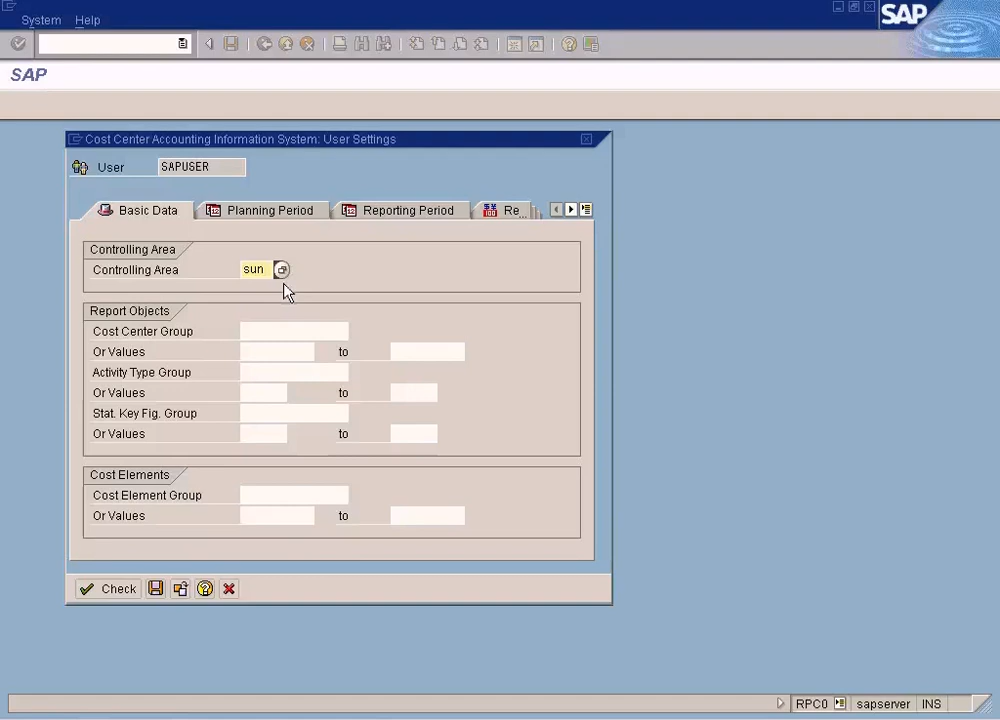 System Help
SAP
SAP
Cost Center Accounting Information System: User Settings
User SAPUSER
Basic Data Planning Period Reporting Period Re...
Controlling Area
Controlling Area sun
Report Objects
Cost Center Group
Or Values to
Activity Type Group
Or Values to
Stat. Key Fig. Group
Or Values to
Cost Elements
Cost Element Group
Or Values to
Check
RPC0 sapserver INS